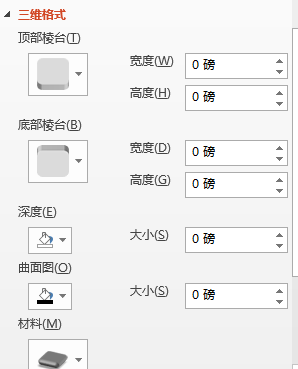 三维格式
顶部棱台(T)
宽度(W) 0 磅
高度(H) 0 磅
底部棱台(B)
宽度(D) 0 磅
高度(G) 0 磅
深度(E)
大小(S) 0 磅
曲面图(O)
大小(S) 0 磅
材料(M)